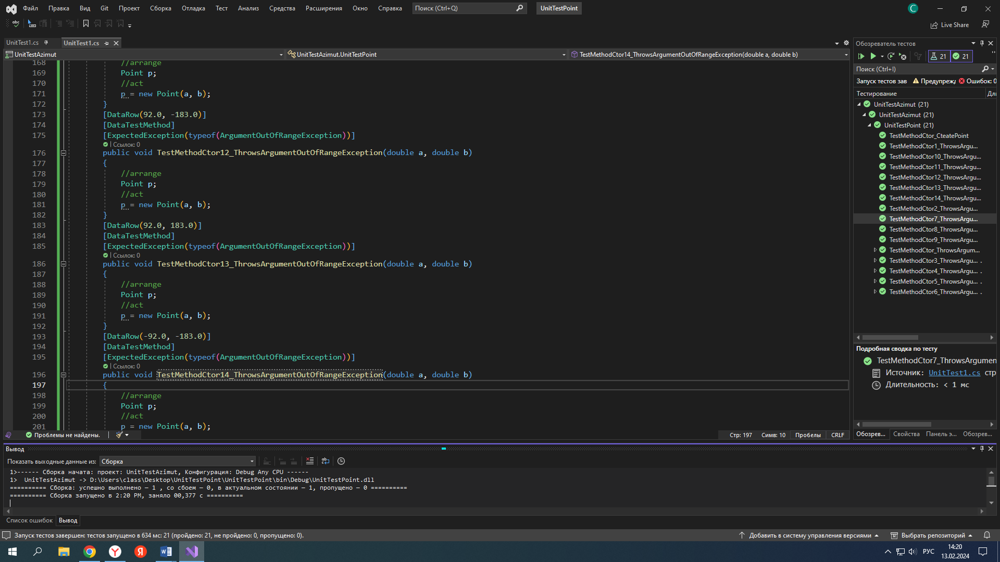 Файл Правка Вид Git Проект Сборка Отладка Тест Анализ Средства Расширения Окно Справка Поиск (Ctrl+Q) UnitTestPoint C
abc Live Share
UnitTest1.cs UnitTest1.cs
UnitTestAzimut UnitTestAzimut.UnitTestPoint TestMethodCtor14_ThrowsArgumentOutOfRangeException(double a, double b)
168 //arrange
169 Point p;
170 //act
171 p = new Point(a, b);
172 }
173 [DataRow(92.0, -183.0)]
174 [DataTestMethod]
175 [ExpectedException(typeof(ArgumentOutOfRangeException))]
Ссылок: 0
176 public void TestMethodCtor12_ThrowsArgumentOutOfRangeException(double a, double b)
177 {
178 //arrange
179 Point p;
180 //act
181 p = new Point(a, b);
182 }
183 [DataRow(92.0, 183.0)]
184 [DataTestMethod]
185 [ExpectedException(typeof(ArgumentOutOfRangeException))]
Ссылок: 0
186 public void TestMethodCtor13_ThrowsArgumentOutOfRangeException(double a, double b)
187 {
188 //arrange
189 Point p;
190 //act
191 p = new Point(a, b);
192 }
193 [DataRow(-92.0, -183.0)]
194 [DataTestMethod]
195 [ExpectedException(typeof(ArgumentOutOfRangeException))]
Ссылок: 0
196 public void TestMethodCtor14_ThrowsArgumentOutOfRangeException(double a, double b)
197 {
198 //arrange
199 Point p;
200 //act
201 p = new Point(a, b);
Проблемы не найдены. Стр: 197 Симв: 10 Пробелы CRLF
Обозреватель тестов
21 21
Поиск (Ctrl+I)
Запуск тестов зав Предупрежд Ошибок: 0
Тестирование Дли
UnitTestAzimut (21)
UnitTestAzimut (21)
UnitTestPoint (21)
TestMethodCtor_CteatePoint
TestMethodCtor1_ThrowsArgu...
TestMethodCtor10_ThrowsArgu...
TestMethodCtor11_ThrowsArgu...
TestMethodCtor12_ThrowsArgu...
TestMethodCtor13_ThrowsArgu...
TestMethodCtor14_ThrowsArgu...
TestMethodCtor2_ThrowsArgu...
TestMethodCtor7_ThrowsArgu...
TestMethodCtor8_ThrowsArgu...
TestMethodCtor9_ThrowsArgu...
TestMethodCtor_ThrowsArgum...
TestMethodCtor3_ThrowsArgu... .
TestMethodCtor4_ThrowsArgu... .
TestMethodCtor5_ThrowsArgu... .
TestMethodCtor6_ThrowsArgu... .
Подробная сводка по тесту
TestMethodCtor7_ThrowsArgumen
Источник: UnitTest1.cs стр
Длительность: < 1 мс
Обозрев... Свойства Панель э... Обозрев...
Вывод
Показать выходные данные из: Сборка
1>------ Сборка начата: проект: UnitTestAzimut, Конфигурация: Debug Any CPU ------
1> UnitTestAzimut -> D:\Users\class\Desktop\UnitTestPoint\UnitTestPoint\bin\Debug\UnitTestPoint.dll
========== Сборка: успешно выполнено – 1 , со сбоем – 0, в актуальном состоянии – 1, пропущено – 0 ==========
========== Сборка запущено в 2:20 PM, заняло 00,377 с ==========
Список ошибок Вывод
Запуск тестов завершен: тестов запущено в 634 мс: 21 (пройдено: 21, не пройдено: 0, пропущено: 0). Добавить в систему управления версиями Выбрать репозиторий
РУС 14:20
13.02.2024